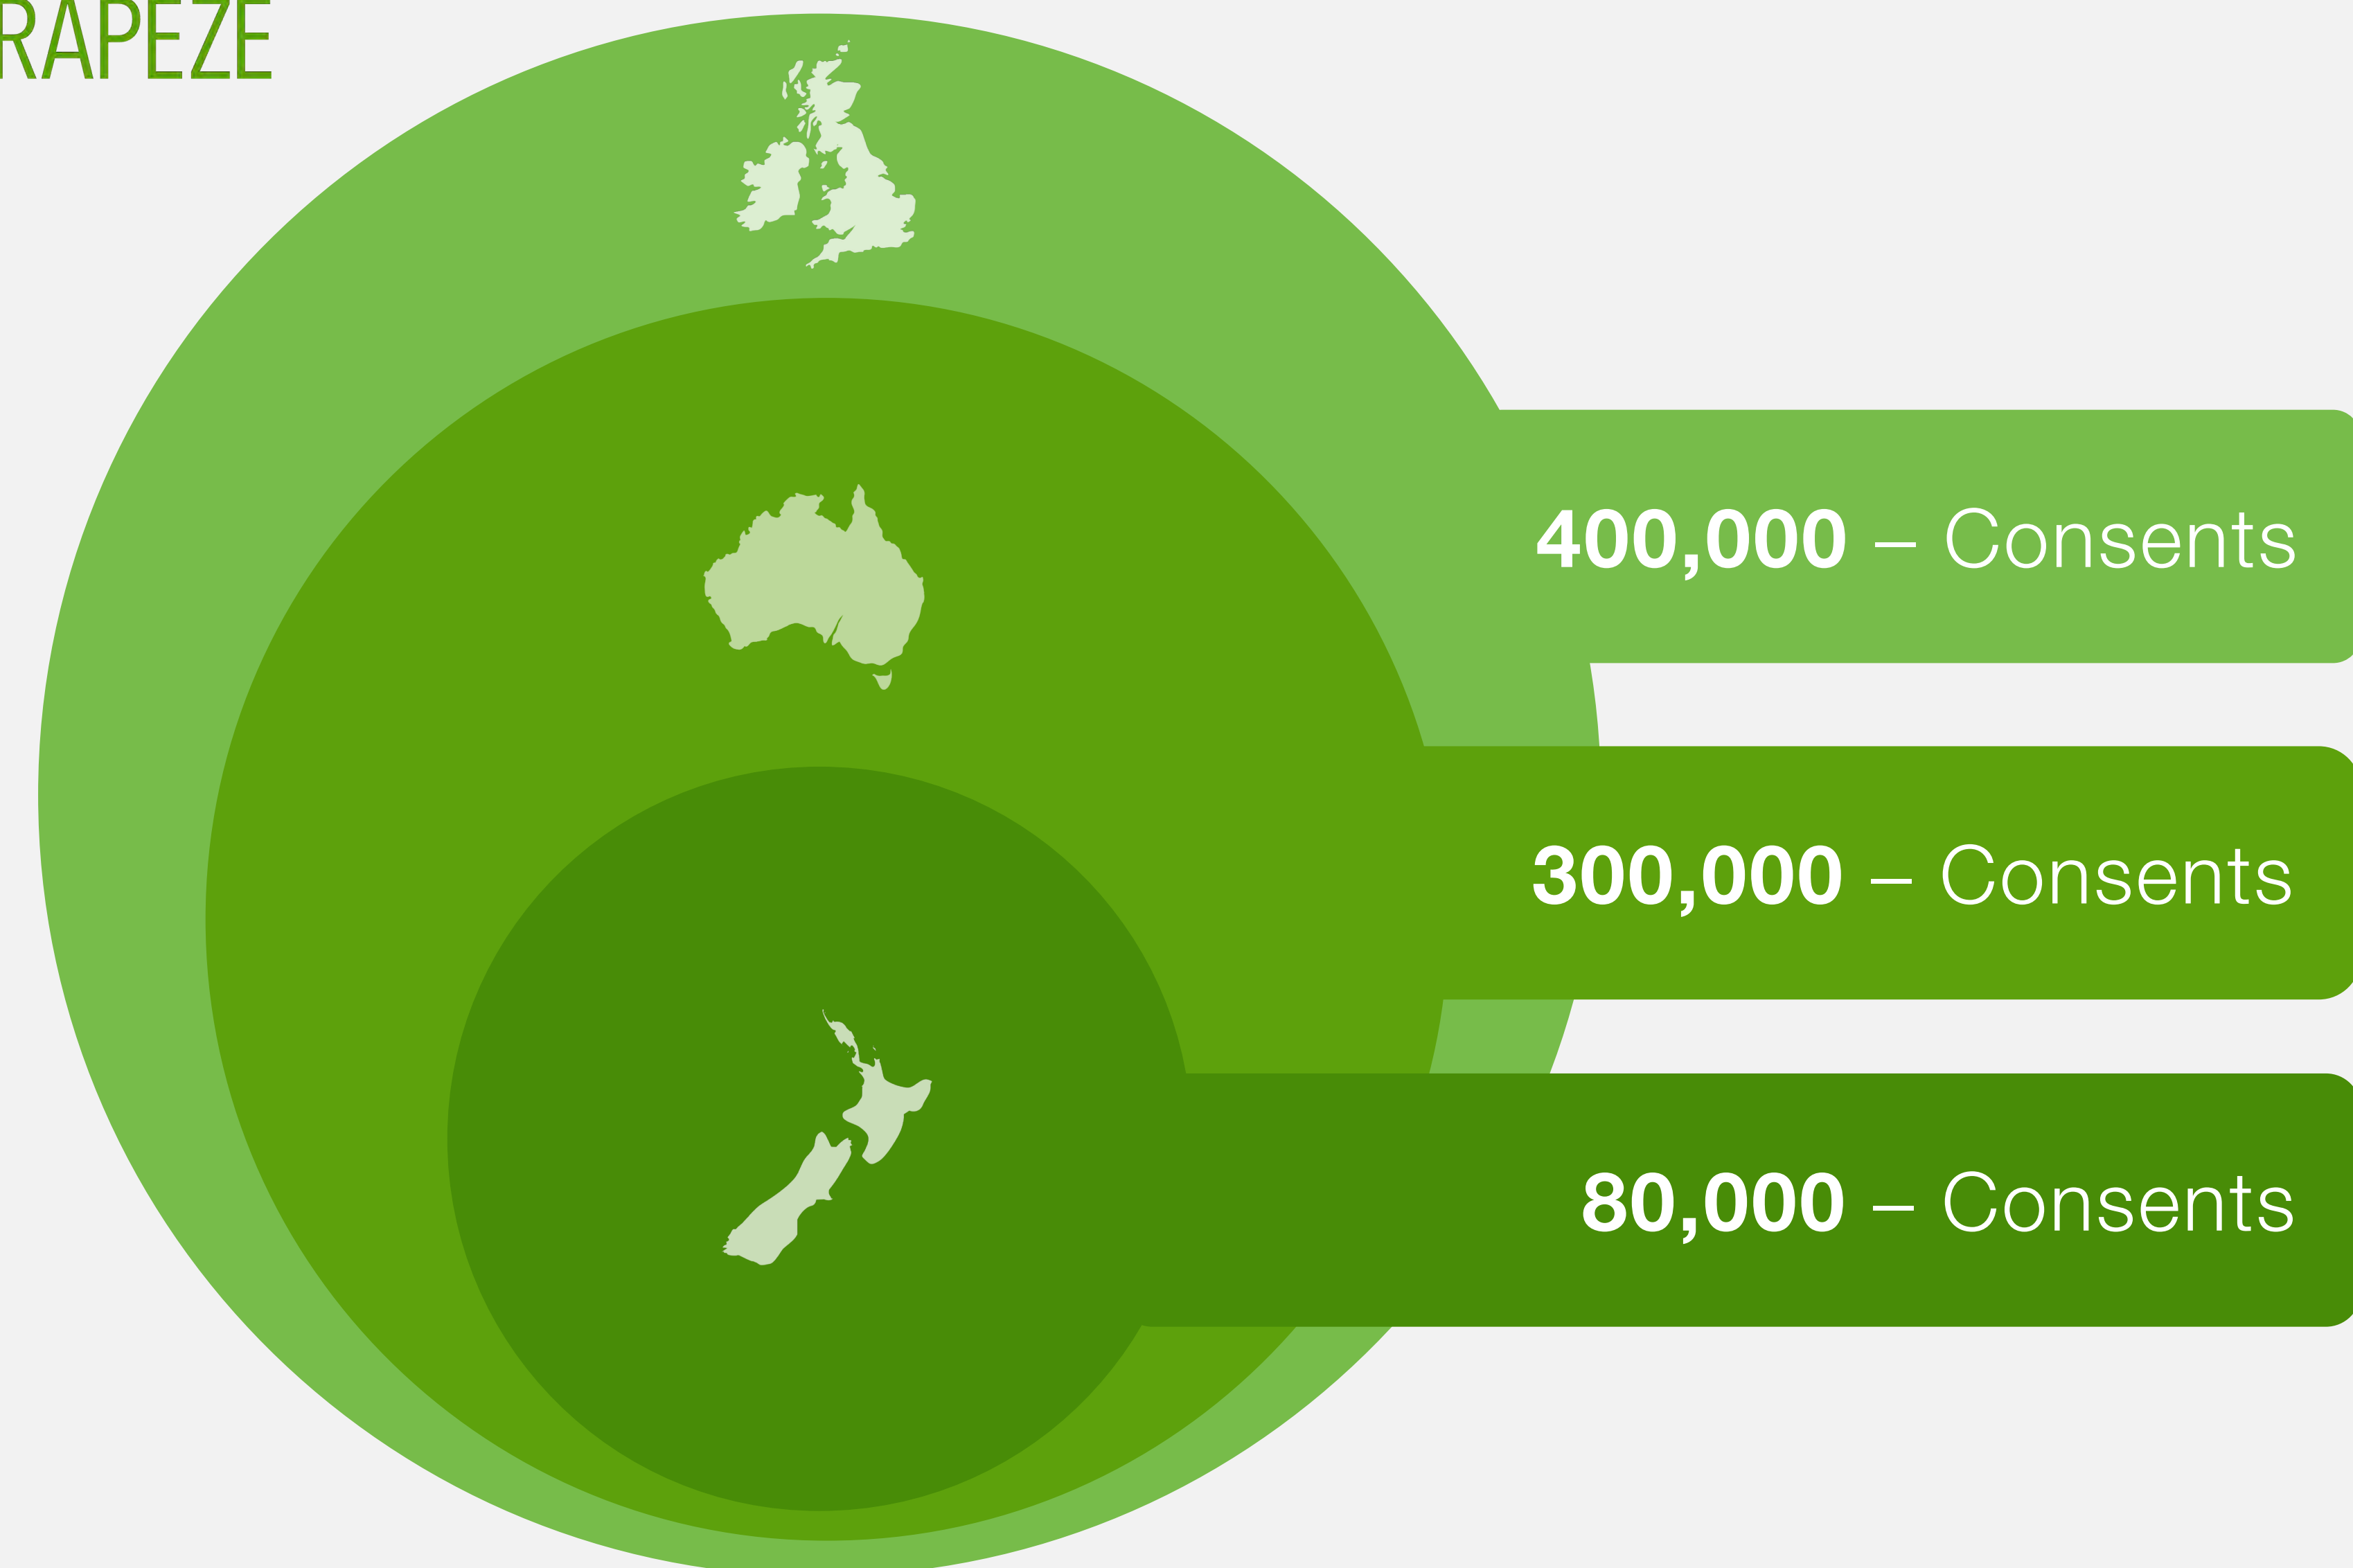 RAPEZE
400,000 – Consents
300,000 – Consents
80,000 – Consents